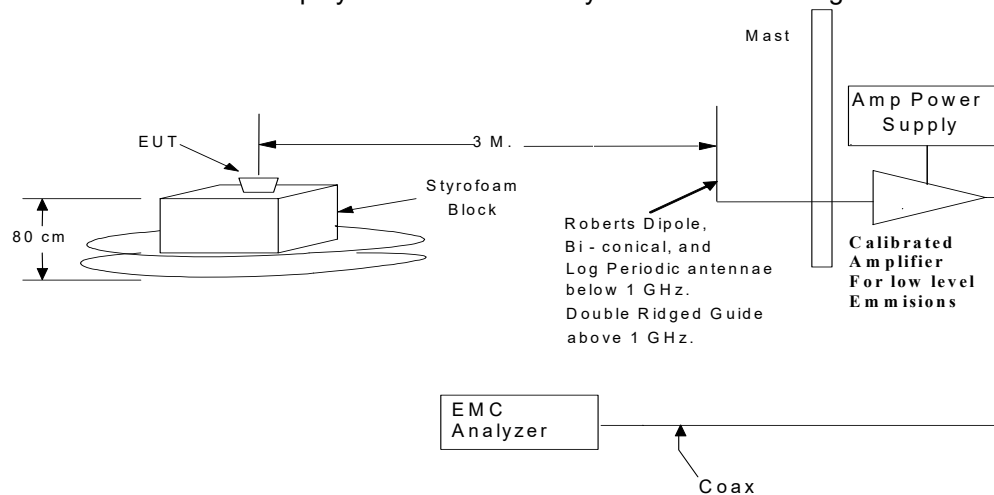 Mast
Amp Power
Supply
EUT
3 M.
Styrofoam
Block
80 cm
Roberts Dipole,
Bi - conical, and
Log Periodic antennae
below 1 GHz.
Double Ridged Guide
above 1 GHz.
Calibrated
Amplifier
For low level
Emmisions
EMC
Analyzer
Coax